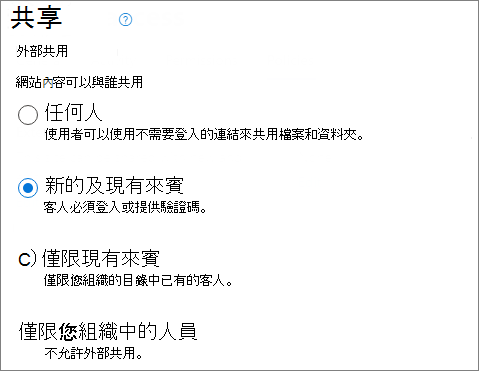 共享
外部共用
網站內容可以與誰共用
任何人
使用者可以使用不需要登入的連結來共用檔案和資料夾。
新的及現有來賓
客人必須登入或提供驗證碼。
C) 僅限現有來賓
僅限您組織的目錄中已有的客人。
僅限您組織中的人員
不允許外部共用。